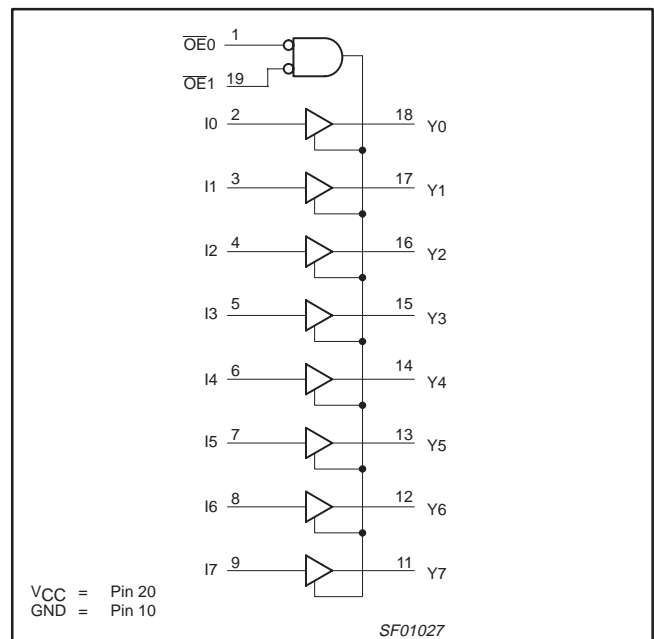 O̅E̅0 1
O̅E̅1 19
I0 2 18 Y0
I1 3 17 Y1
I2 4 16 Y2
I3 5 15 Y3
I4 6 14 Y4
I5 7 13 Y5
I6 8 12 Y6
I7 9 11 Y7
VCC = Pin 20
GND = Pin 10
SF01027